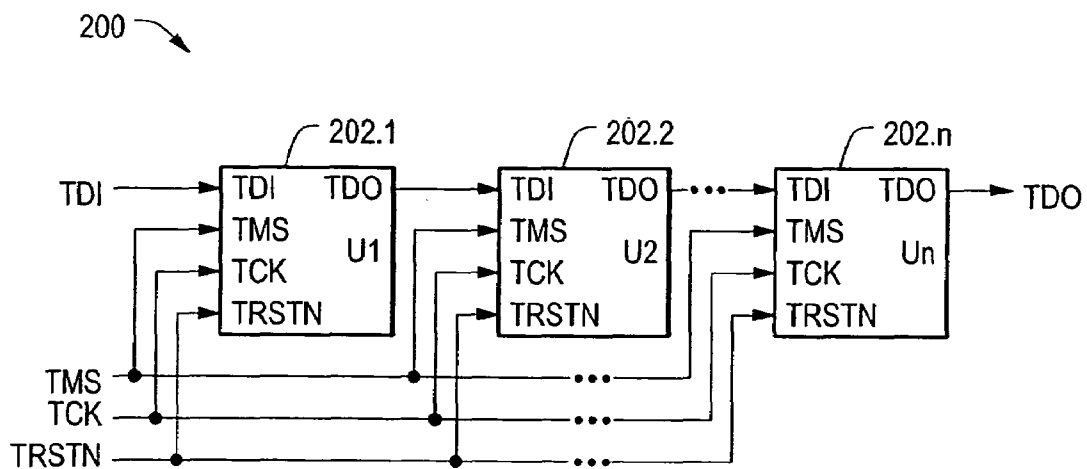 200
202.1
202.2
202.n
TDI
TDI TDO
TMS
U1
TCK
TRSTN
TDI TDO
TMS
U2
TCK
TRSTN
•••
TDI TDO
TMS
Un
TCK
TRSTN
TDO
TMS •••
TCK •••
TRSTN •••